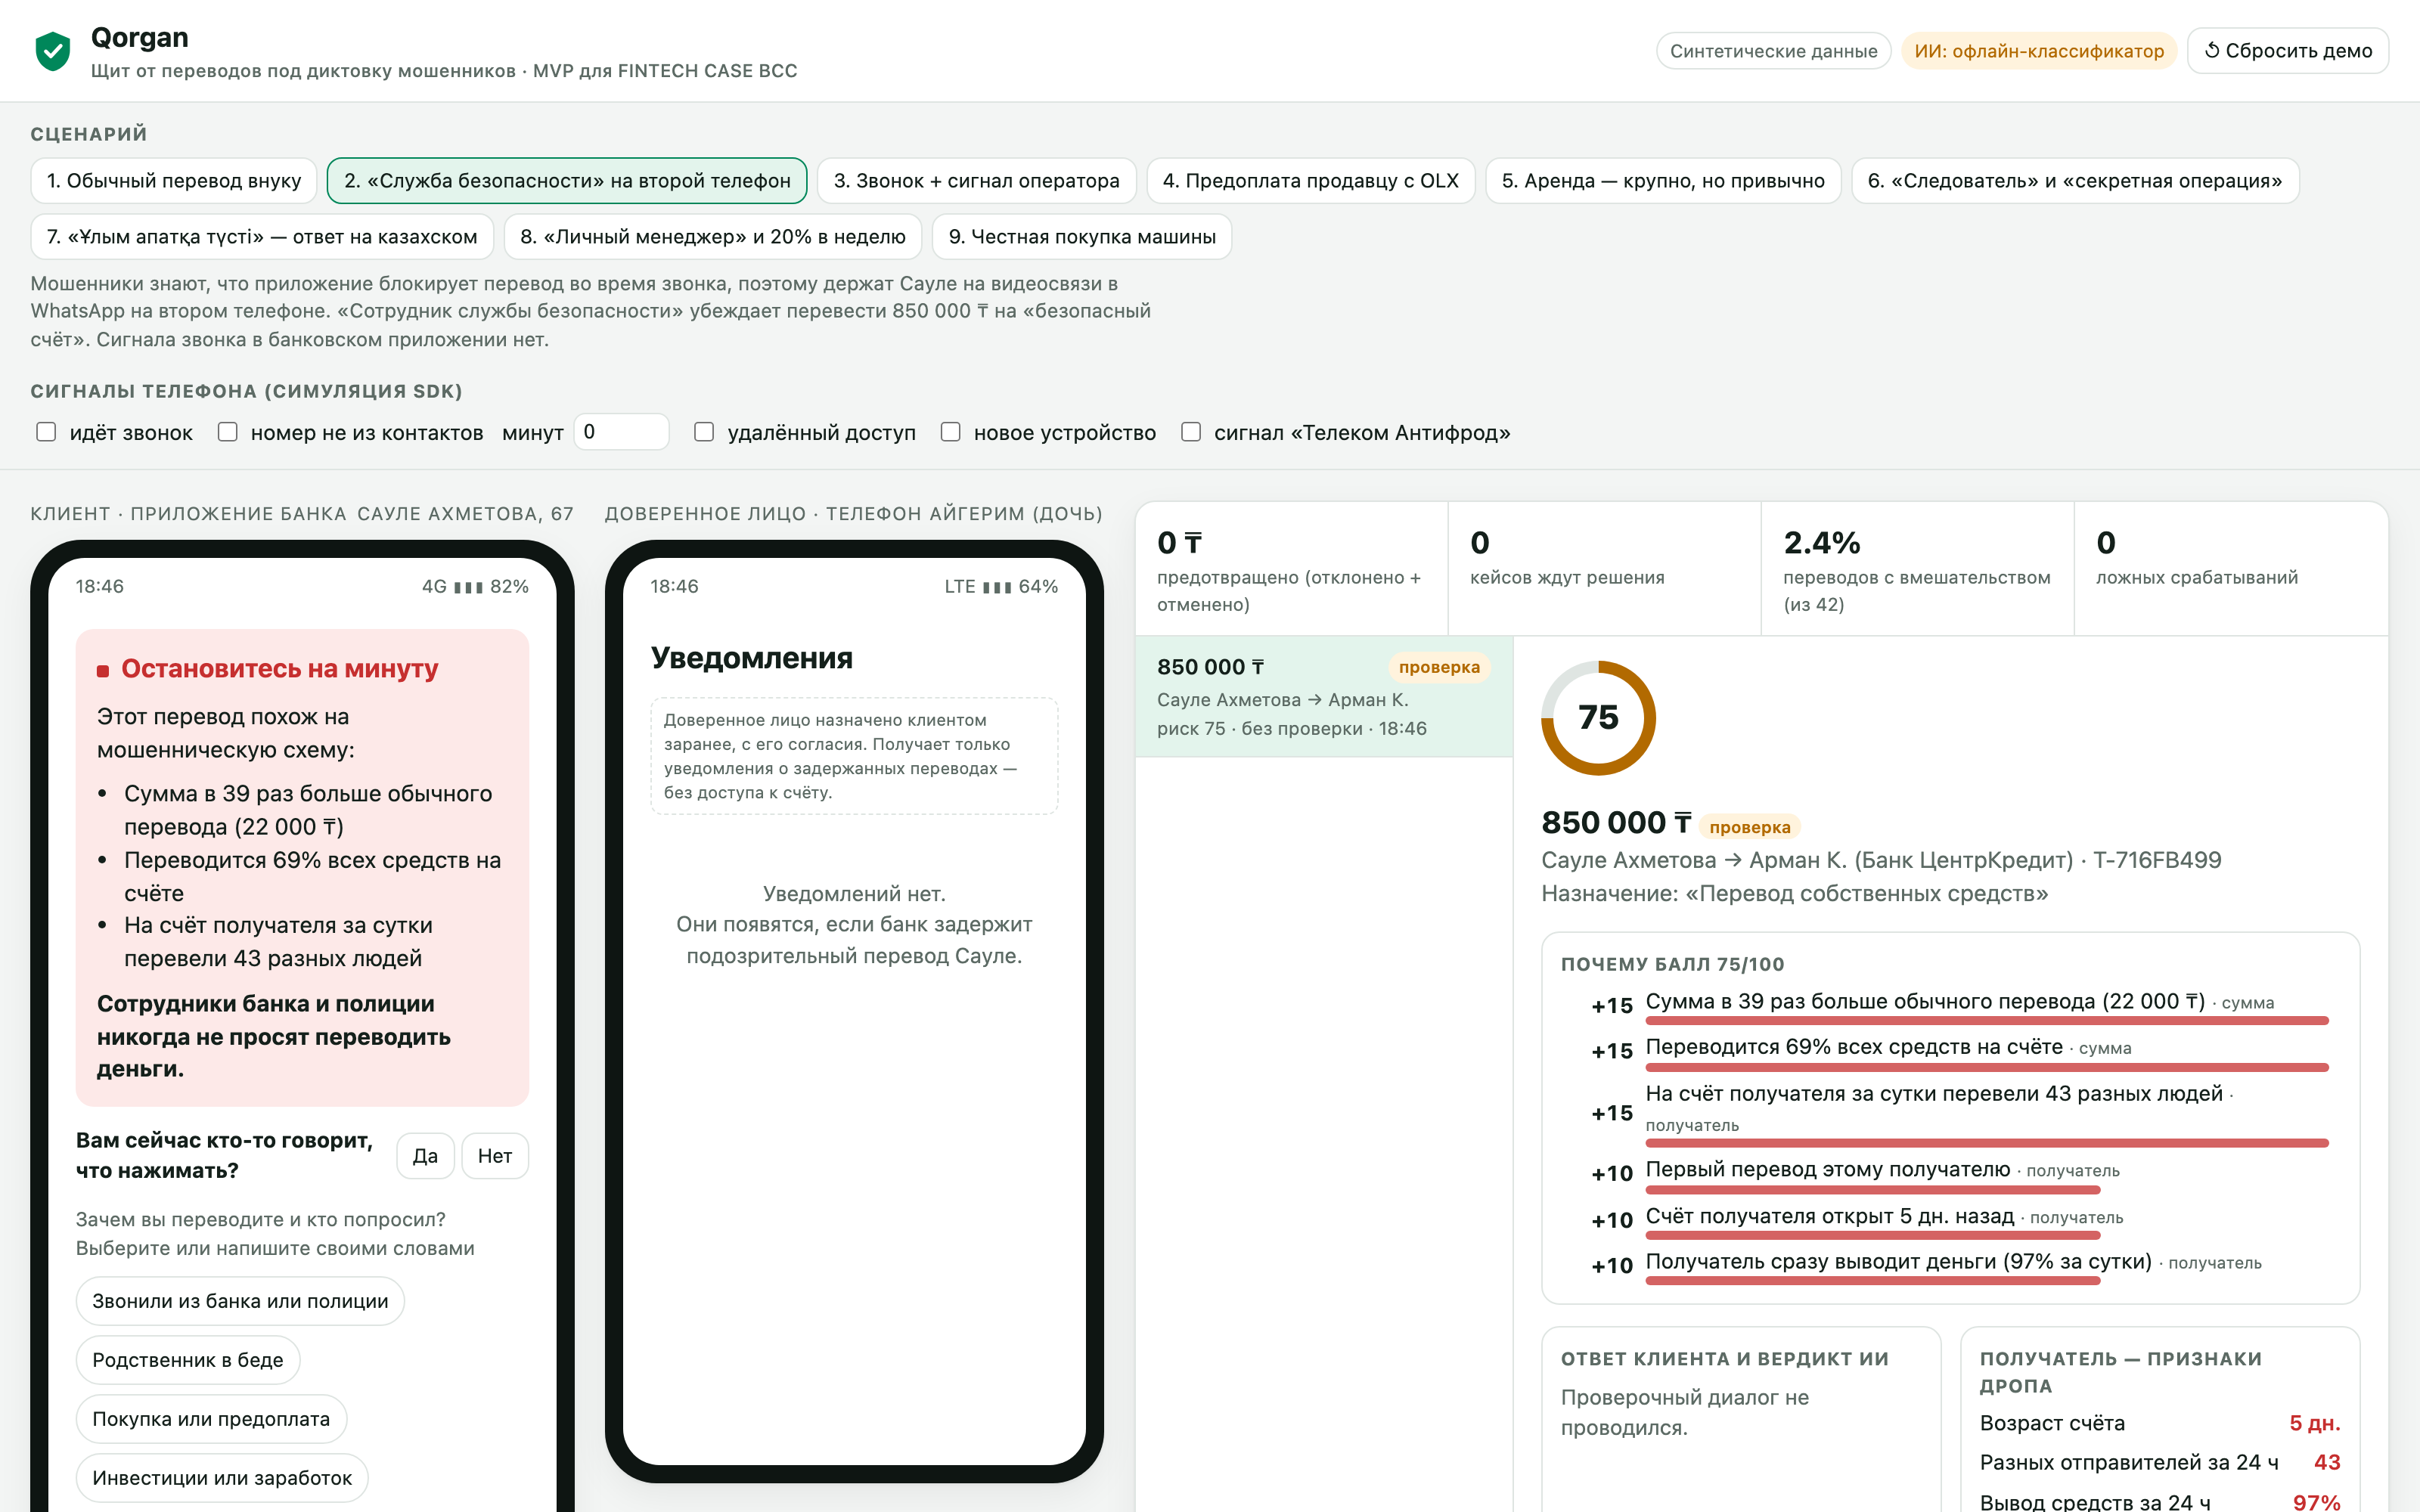 Qorgan
Щит от переводов под диктовку мошенников · MVP для FINTECH CASE BCC
Синтетические данные
ИИ: офлайн-классификатор
Сбросить демо
СЦЕНАРИЙ
1. Обычный перевод внуку
2. «Служба безопасности» на второй телефон
3. Звонок + сигнал оператора
4. Предоплата продавцу с OLX
5. Аренда — крупно, но привычно
6. «Следователь» и «секретная операция»
7. «Ұлым апатқа түсті» — ответ на казахском
8. «Личный менеджер» и 20% в неделю
9. Честная покупка машины
Мошенники знают, что приложение блокирует перевод во время звонка, поэтому держат Сауле на видеосвязи в
WhatsApp на втором телефоне. «Сотрудник службы безопасности» убеждает перевести 850 000 ₸ на «безопасный
счёт». Сигнала звонка в банковском приложении нет.
СИГНАЛЫ ТЕЛЕФОНА (СИМУЛЯЦИЯ SDK)
идёт звонок
номер не из контактов
минут
0
удалённый доступ
новое устройство
сигнал «Телеком Антифрод»
КЛИЕНТ · ПРИЛОЖЕНИЕ БАНКА
САУЛЕ АХМЕТОВА, 67
18:46
4G
82%
Остановитесь на минуту
Этот перевод похож на
мошенническую схему:
• Сумма в 39 раз больше обычного
перевода (22 000 ₸)
• Переводится 69% всех средств на
счёте
• На счёт получателя за сутки
перевели 43 разных людей
Сотрудники банка и полиции
никогда не просят переводить
деньги.
Вам сейчас кто-то говорит,
что нажимать?
Да
Нет
Зачем вы переводите и кто попросил?
Выберите или напишите своими словами
Звонили из банка или полиции
Родственник в беде
Покупка или предоплата
Инвестиции или заработок
ДОВЕРЕННОЕ ЛИЦО · ТЕЛЕФОН АЙГЕРИМ (ДОЧЬ)
18:46
LTE
64%
Уведомления
Доверенное лицо назначено клиентом
заранее, с его согласия. Получает только
уведомления о задержанных переводах —
без доступа к счёту.
Уведомлений нет.
Они появятся, если банк задержит
подозрительный перевод Сауле.
0 ₸
предотвращено (отклонено +
отменено)
0
кейсов ждут решения
2.4%
переводов с вмешательством
(из 42)
0
ложных срабатываний
850 000 ₸
проверка
Сауле Ахметова → Арман К.
риск 75 · без проверки · 18:46
75
850 000 ₸ проверка
Сауле Ахметова → Арман К. (Банк ЦентрКредит) · T-716FB499
Назначение: «Перевод собственных средств»
ПОЧЕМУ БАЛЛ 75/100
+15 Сумма в 39 раз больше обычного перевода (22 000 ₸) · сумма
+15 Переводится 69% всех средств на счёте · сумма
+15 На счёт получателя за сутки перевели 43 разных людей ·
получатель
+10 Первый перевод этому получателю · получатель
+10 Счёт получателя открыт 5 дн. назад · получатель
+10 Получатель сразу выводит деньги (97% за сутки) · получатель
ОТВЕТ КЛИЕНТА И ВЕРДИКТ ИИ
Проверочный диалог не
проводился.
ПОЛУЧАТЕЛЬ — ПРИЗНАКИ
ДРОПА
Возраст счёта 5 дн.
Разных отправителей за 24 ч 43
Вывод средств за 24 ч 97%